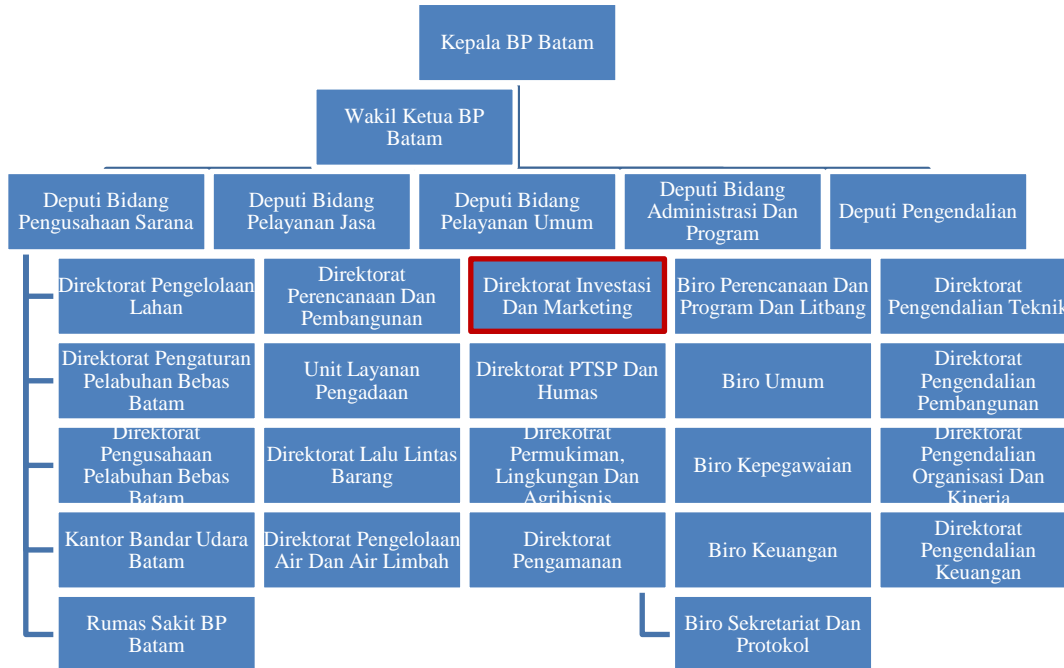 Kepala BP Batam
Wakil Ketua BP
Batam
Deputi Bidang
Pengusahaan Sarana
Deputi Bidang
Pelayanan Jasa
Deputi Bidang
Pelayanan Umum
Deputi Bidang
Administrasi Dan
Program
Deputi Pengendalian
Direktorat Pengelolaan
Lahan
Direktorat
Perencanaan Dan
Pembangunan
Direktorat Investasi
Dan Marketing
Biro Perencanaan Dan
Program Dan Litbang
Direktorat
Pengendalian Teknik
Direktorat Pengaturan
Pelabuhan Bebas
Batam
Unit Layanan
Pengadaan
Direktorat PTSP Dan
Humas
Biro Umum
Direktorat
Pengendalian
Pembangunan
Direktorat
Pengusahaan
Pelabuhan Bebas
Batam
Direktorat Lalu Lintas
Barang
Direkotrat
Permukiman,
Lingkungan Dan
Agribisnis
Biro Kepegawaian
Direktorat
Pengendalian
Organisasi Dan
Kinerja
Kantor Bandar Udara
Batam
Direktorat Pengelolaan
Air Dan Air Limbah
Direktorat
Pengamanan
Biro Keuangan
Direktorat
Pengendalian
Keuangan
Rumas Sakit BP
Batam
Biro Sekretariat Dan
Protokol